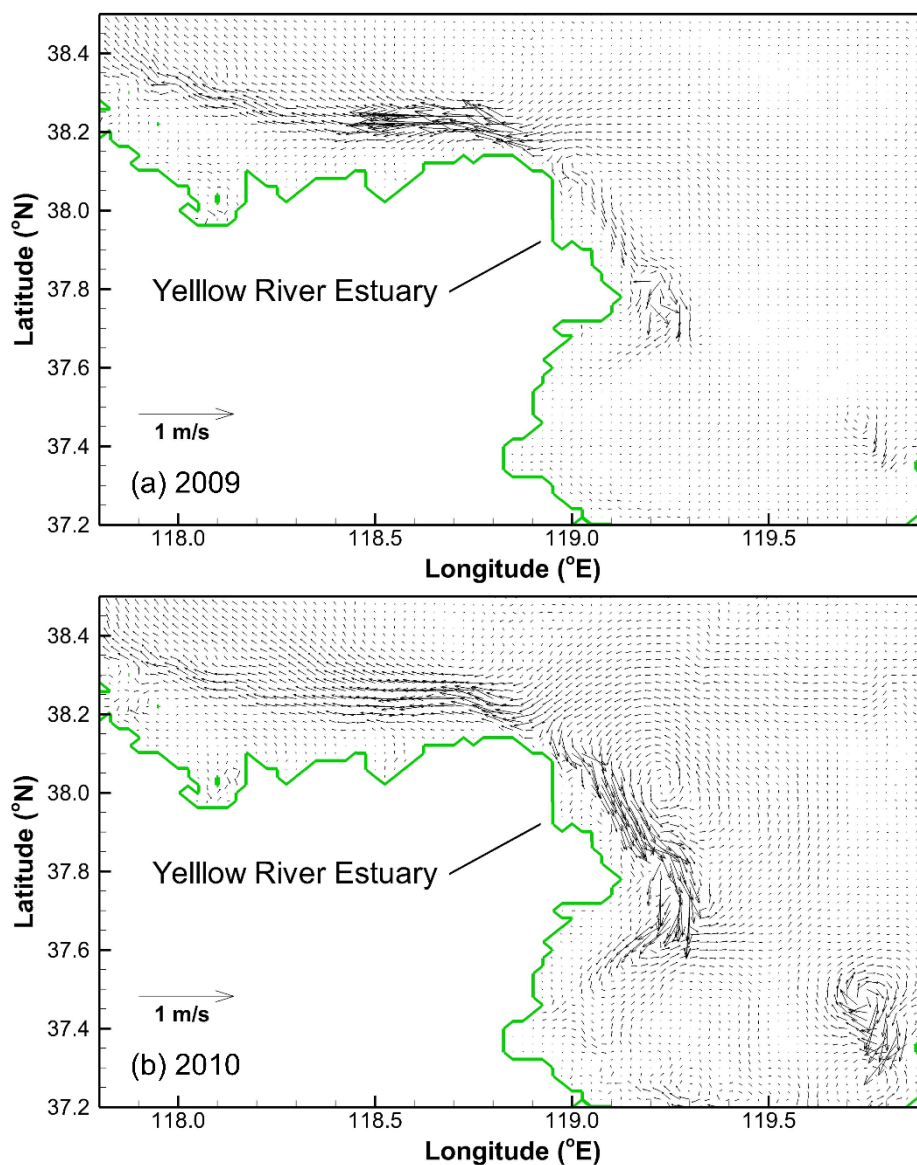 38.4
38.2
38.0
37.8
37.6
37.4
37.2
Latitude (°N)
Yelllow River Estuary
1 m/s
(a) 2009
118.0 118.5 119.0 119.5
Longitude (°E)
38.4
38.2
38.0
37.8
37.6
37.4
37.2
Latitude (°N)
Yelllow River Estuary
1 m/s
(b) 2010
118.0 118.5 119.0 119.5
Longitude (°E)